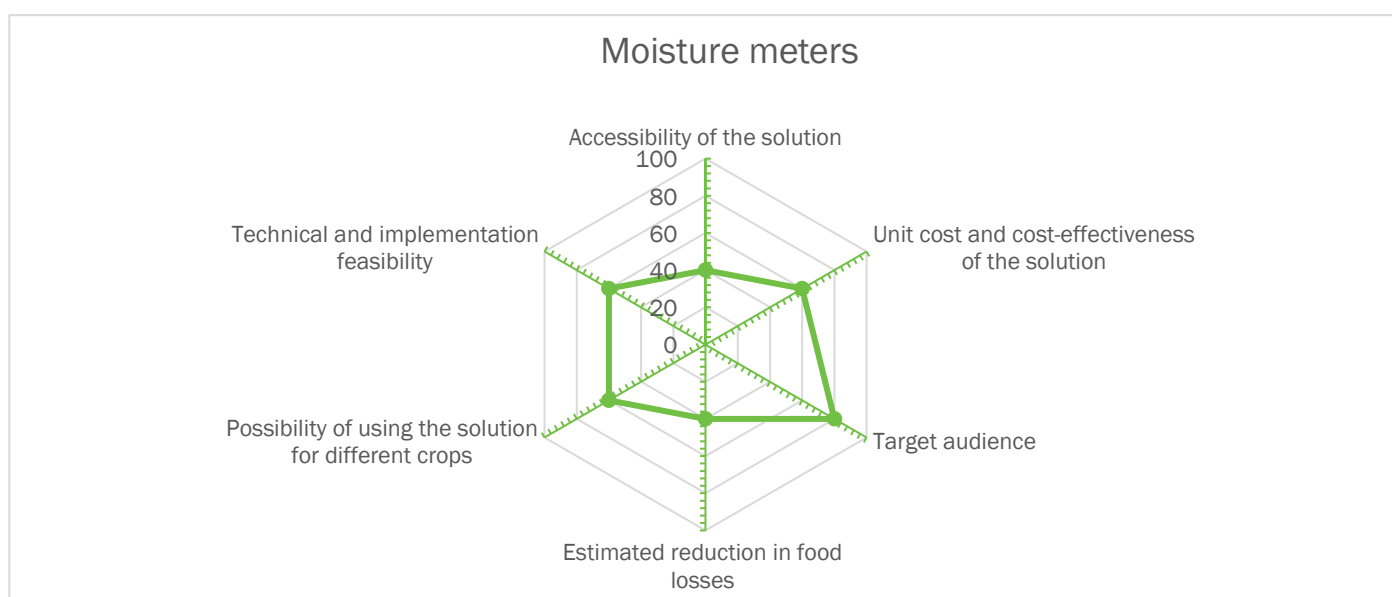 Moisture meters
Accessibility of the solution
100
80
60
40
20
0
Unit cost and cost-effectiveness
of the solution
Target audience
Estimated reduction in food
losses
Possibility of using the solution
for different crops
Technical and implementation
feasibility